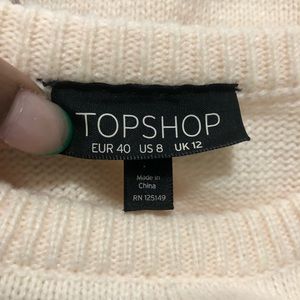 TOPSHOP
EUR 40 US 8 UK 12
Made in
China
RN 125149